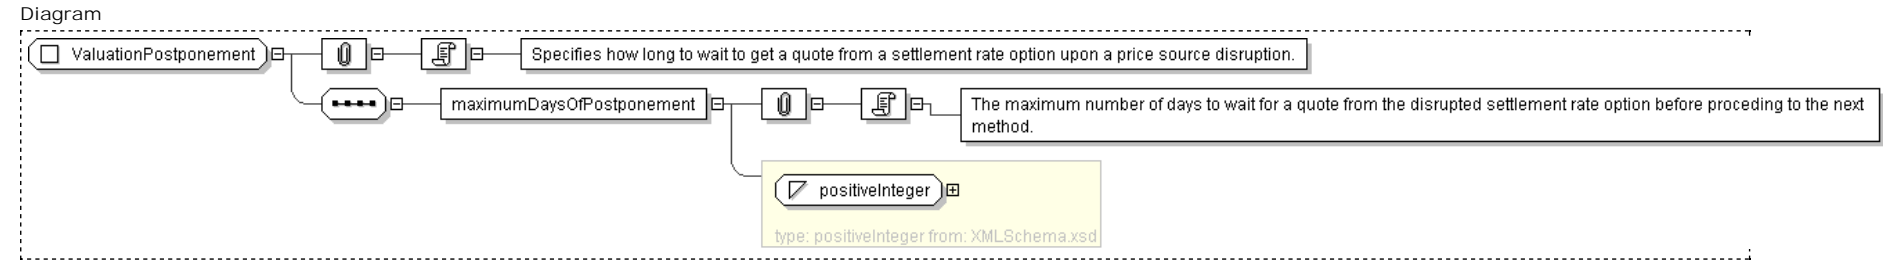 Diagram
ValuationPostponement
Specifies how long to wait to get a quote from a settlement rate option upon a price source disruption.
maximumDaysOfPostponement
The maximum number of days to wait for a quote from the disrupted settlement rate option before proceding to the next
method.
positiveInteger
type: positiveInteger from: XMLSchema.xsd